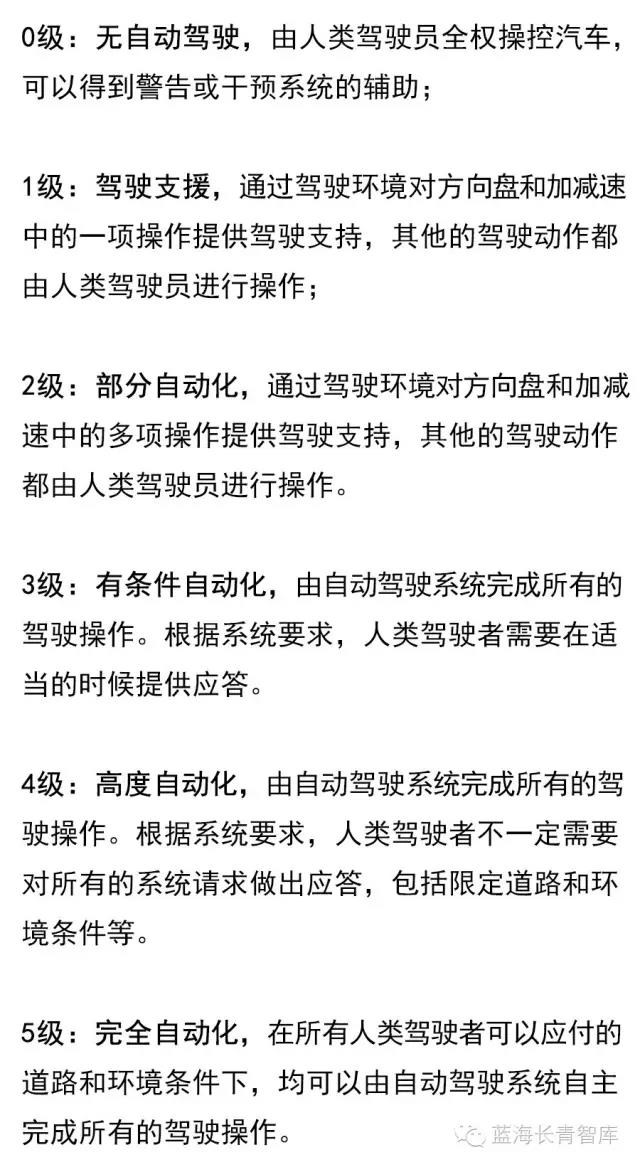 0级：无自动驾驶，由人类驾驶员全权操控汽车，
可以得到警告或干预系统的辅助；
1级：驾驶支援，通过驾驶环境对方向盘和加减速
中的一项操作提供驾驶支持，其他的驾驶动作都
由人类驾驶员进行操作；
2级：部分自动化，通过驾驶环境对方向盘和加减
速中的多项操作提供驾驶支持，其他的驾驶动作
都由人类驾驶员进行操作。
3级：有条件自动化，由自动驾驶系统完成所有的
驾驶操作。根据系统要求，人类驾驶者需要在适
当的时候提供应答。
4级：高度自动化，由自动驾驶系统完成所有的驾
驶操作。根据系统要求，人类驾驶者不一定需要
对所有的系统请求做出应答，包括限定道路和环
境条件等。
5级：完全自动化，在所有人类驾驶者可以应付的
道路和环境条件下，均可以由自动驾驶系统自主
完成所有的驾驶操作。
蓝海长青智库